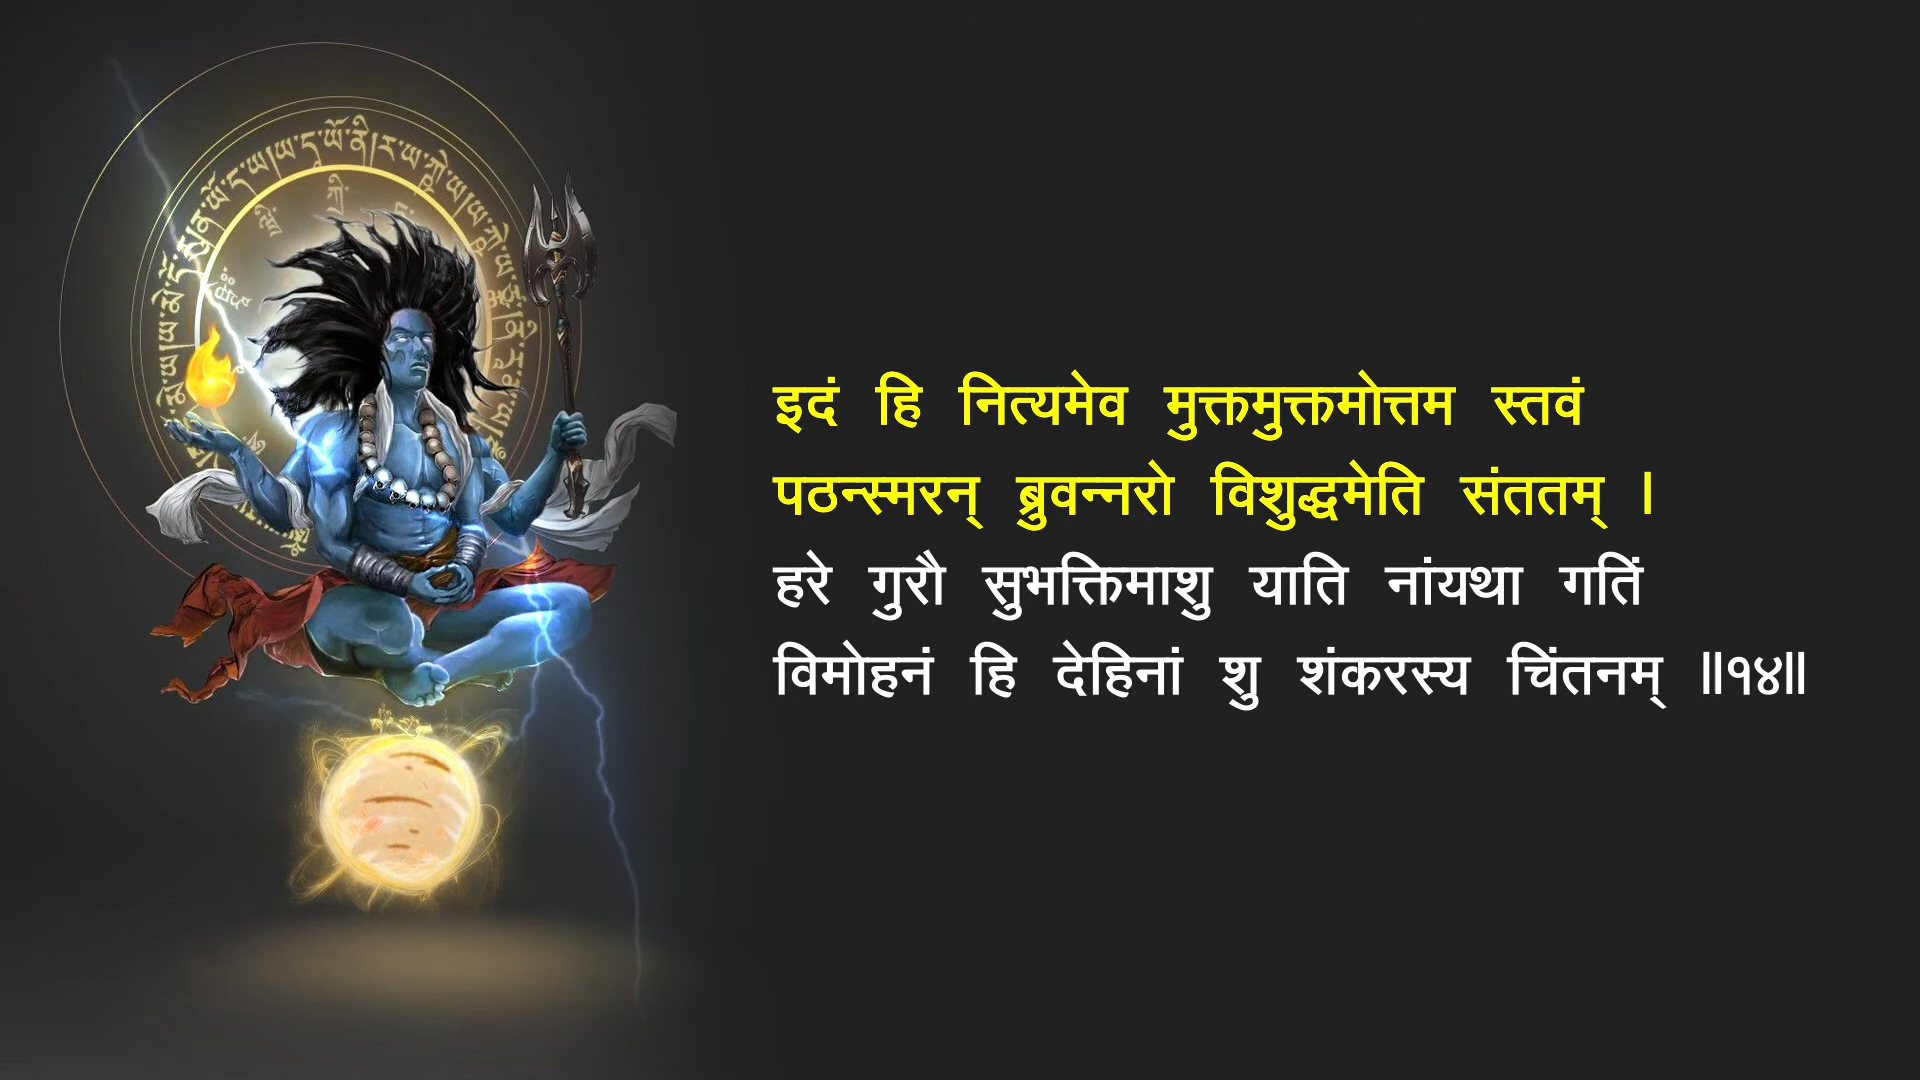 इदं हि नित्यमेव मुक्तमुक्तमोत्तम स्तवं
पठन्स्मरन् ब्रुवन्नरो विशुद्धमेति संततम् ।
हरे गुरौ सुभक्तिमाशु याति नांयथा गतिं
विमोहनं हि देहिनां शु शंकरस्य चिंतनम् ॥१४॥